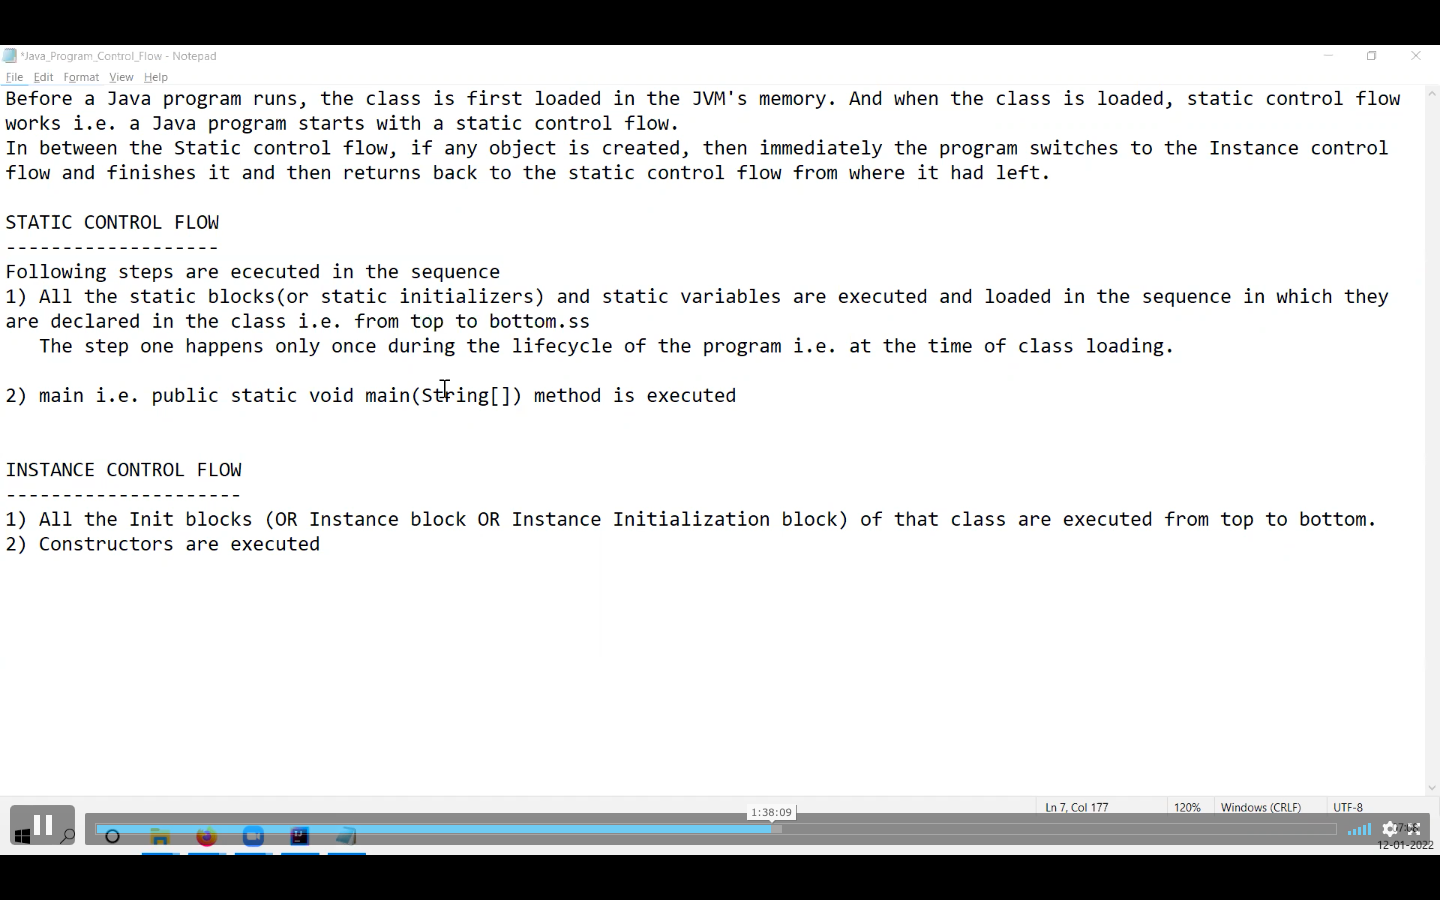 *Java_Program_Control_Flow - Notepad
File Edit Format View Help
Before a Java program runs, the class is first loaded in the JVM's memory. And when the class is loaded, static control flow
works i.e. a Java program starts with a static control flow.
In between the Static control flow, if any object is created, then immediately the program switches to the Instance control
flow and finishes it and then returns back to the static control flow from where it had left.
STATIC CONTROL FLOW
-------------------
Following steps are ececuted in the sequence
1) All the static blocks(or static initializers) and static variables are executed and loaded in the sequence in which they
are declared in the class i.e. from top to bottom.ss
The step one happens only once during the lifecycle of the program i.e. at the time of class loading.
2) main i.e. public static void main(String[]) method is executed
INSTANCE CONTROL FLOW
---------------------
1) All the Init blocks (OR Instance block OR Instance Initialization block) of that class are executed from top to bottom.
2) Constructors are executed
Ln 7, Col 177 120% Windows (CRLF) UTF-8
1:38:09
12-01-2022